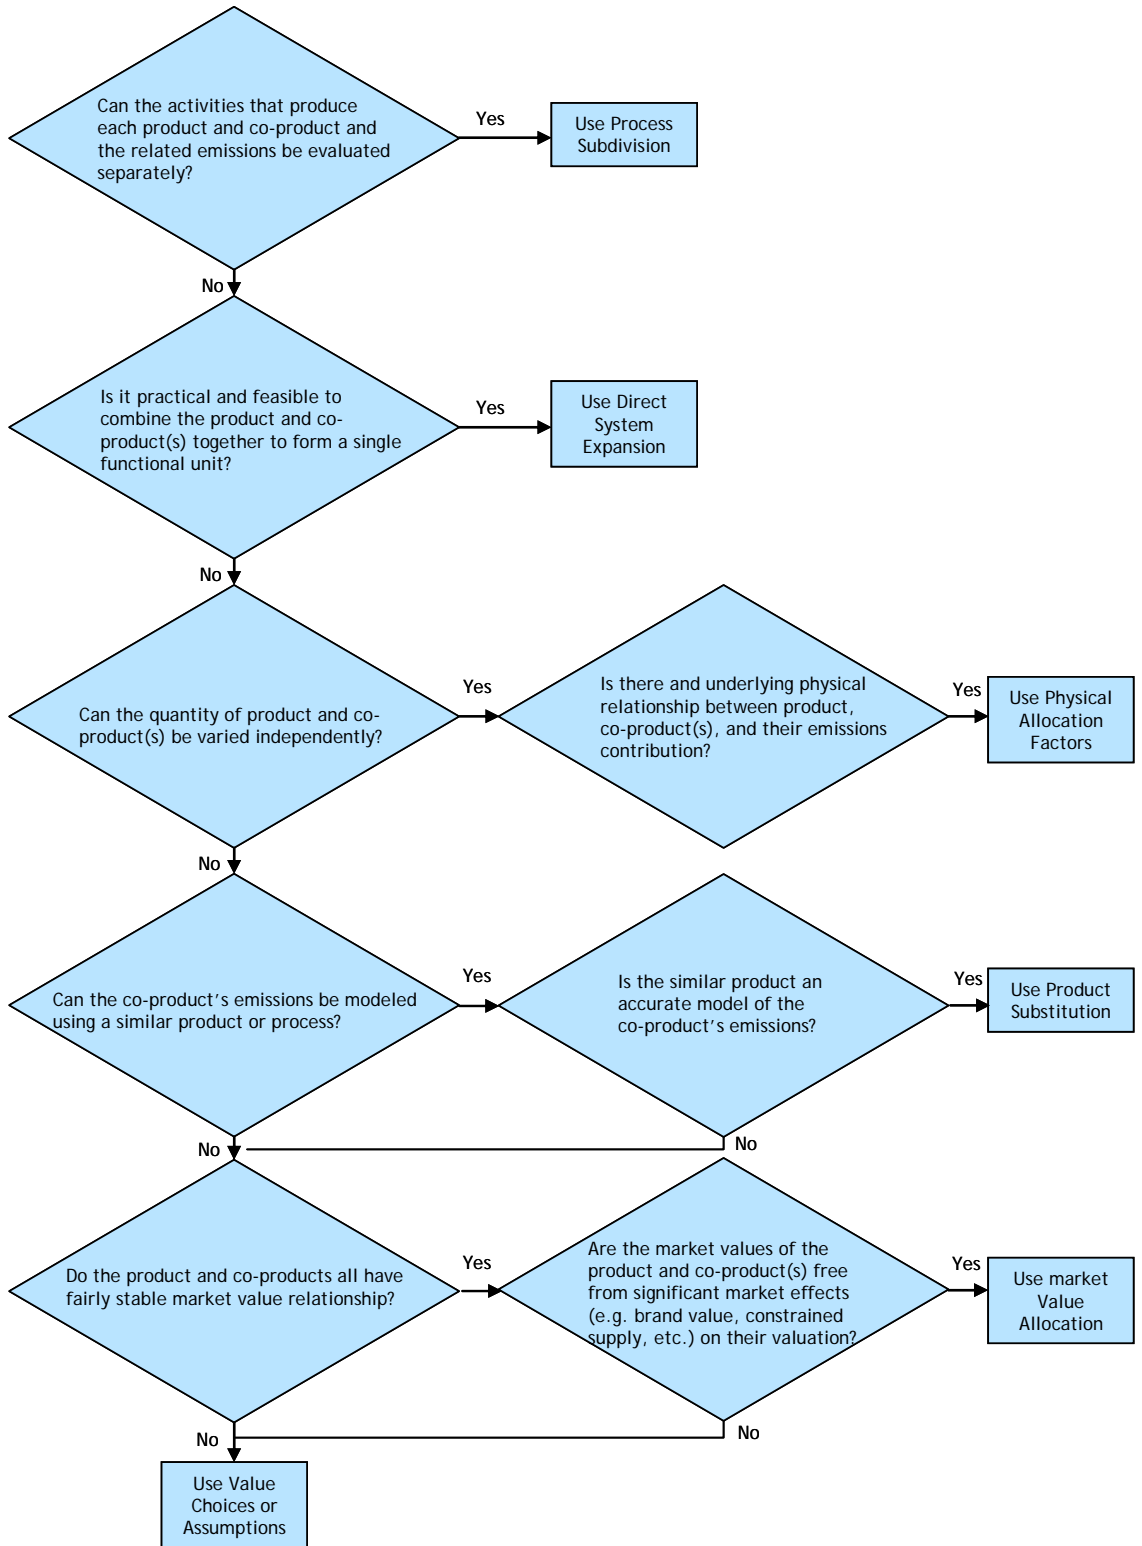 Can the activities that produce
each product and co-product and
the related emissions be evaluated
separately?
Yes
Use Process
Subdivision
No
Is it practical and feasible to
combine the product and co-
product(s) together to form a single
functional unit?
Yes
Use Direct
System
Expansion
No
Can the quantity of product and co-
product(s) be varied independently?
Yes
Is there and underlying physical
relationship between product,
co-product(s), and their emissions
contribution?
Yes
Use Physical
Allocation
Factors
No
Can the co-product’s emissions be modeled
using a similar product or process?
Yes
Is the similar product an
accurate model of the
co-product’s emissions?
Yes
Use Product
Substitution
No
No
Do the product and co-products all have
fairly stable market value relationship?
Yes
Are the market values of the
product and co-product(s) free
from significant market effects
(e.g. brand value, constrained
supply, etc.) on their valuation?
Yes
Use market
Value
Allocation
No
No
Use Value
Choices or
Assumptions